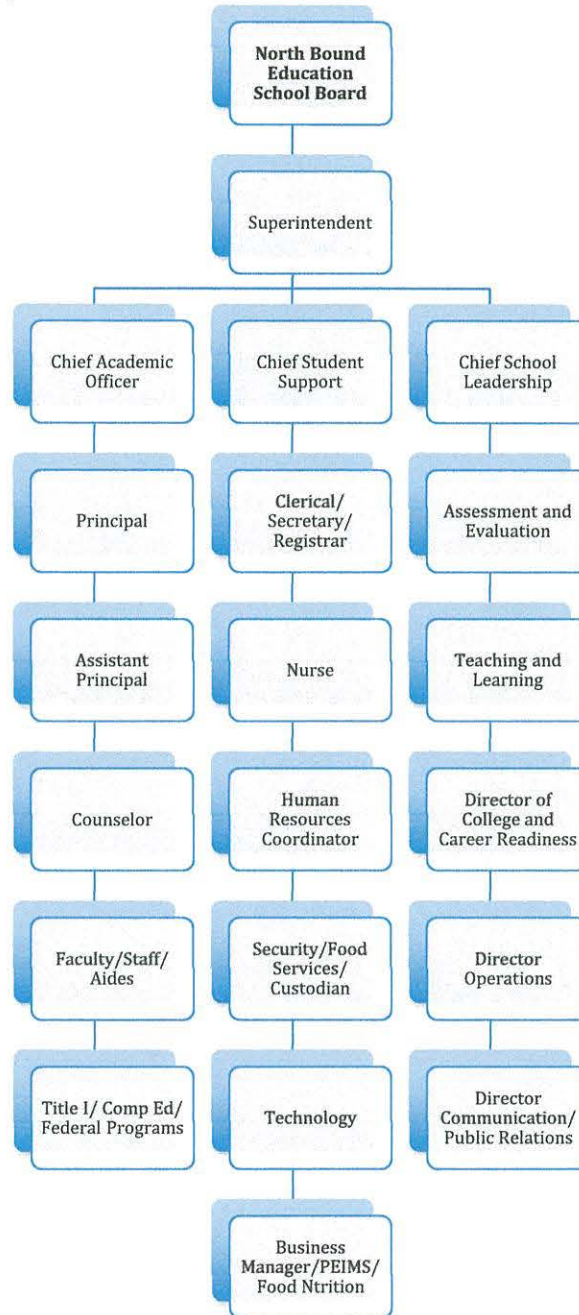 North Bound
Education
School Board
Superintendent
Chief Academic
Officer
Chief Student
Support
Chief School
Leadership
Principal
Clerical/
Secretary/
Registrar
Assessment and
Evaluation
Assistant
Principal
Nurse
Teaching and
Learning
Counselor
Human
Resources
Coordinator
Director of
College and
Career Readiness
Faculty/Staff/
Aides
Security/Food
Services/
Custodian
Director
Operations
Title I/ Comp Ed/
Federal Programs
Technology
Director
Communication/
Public Relations
Business
Manager/PEIMS/
Food Ntrition